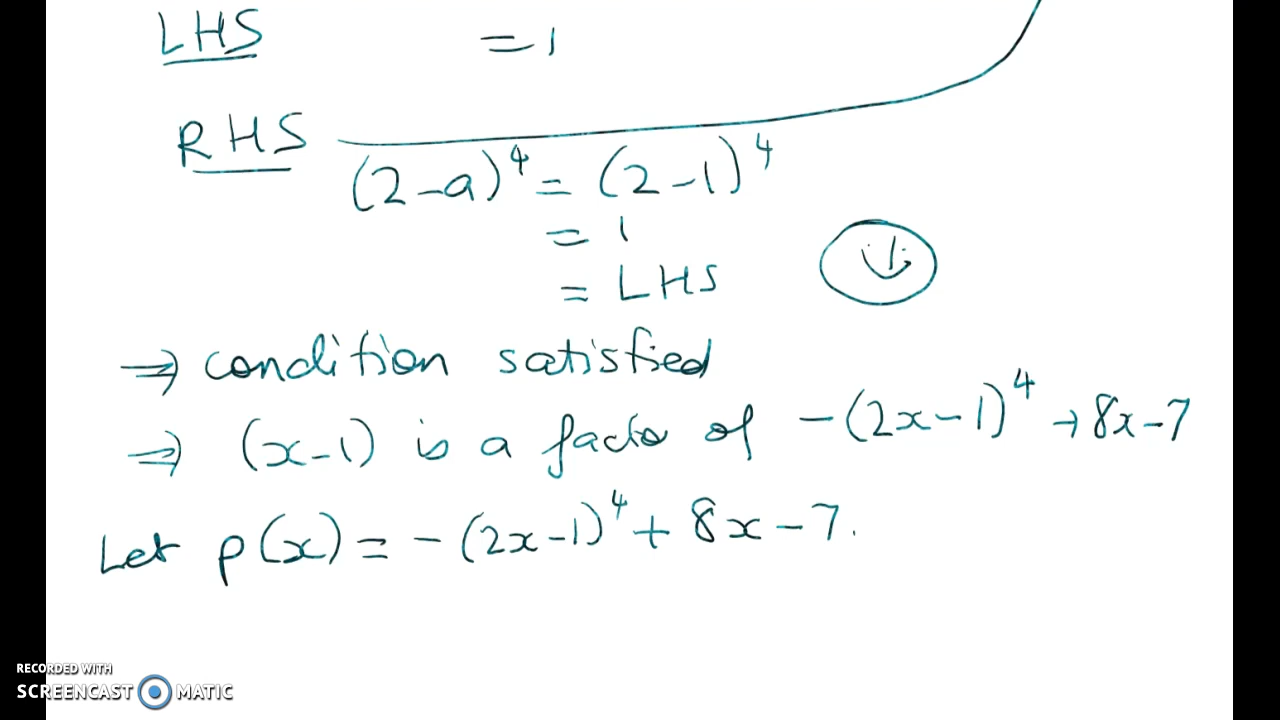 LHS = 1
RHS
(2-a)⁴ = (2-1)⁴
= 1
= LHS
⇒ condition satisfied
⇒ (x-1) is a facto of -(2x-1)⁴ + 8x-7
Let p(x) = -(2x-1)⁴ + 8x-7.
RECORDED WITH
SCREENCAST MATIC